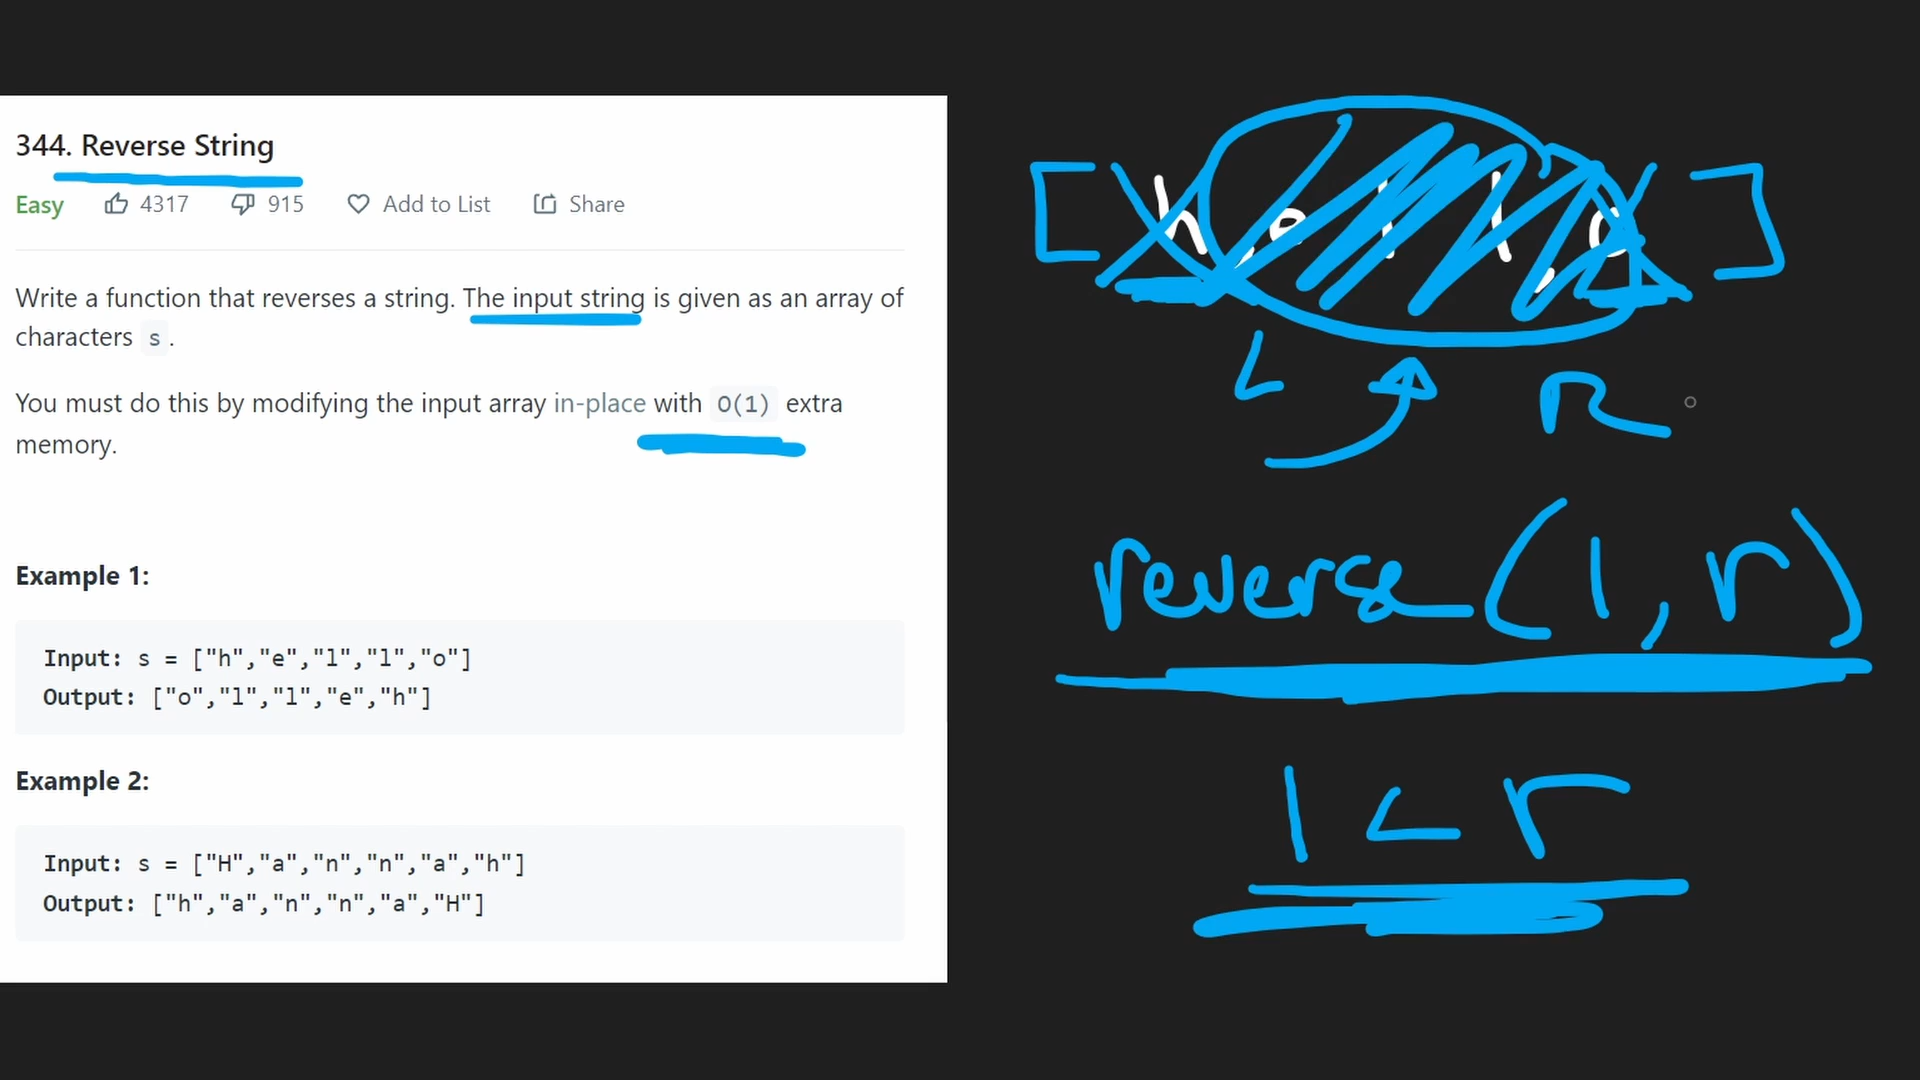 344. Reverse String
Easy 4317 915 Add to List Share
Write a function that reverses a string. The input string is given as an array of
characters s .
You must do this by modifying the input array in-place with O(1) extra
memory.
Example 1:
Input: s = ["h","e","l","l","o"]
Output: ["o","l","l","e","h"]
Example 2:
Input: s = ["H","a","n","n","a","h"]
Output: ["h","a","n","n","a","H"]
[h,e l l,o]
L R
reverse(l,r)
l < r